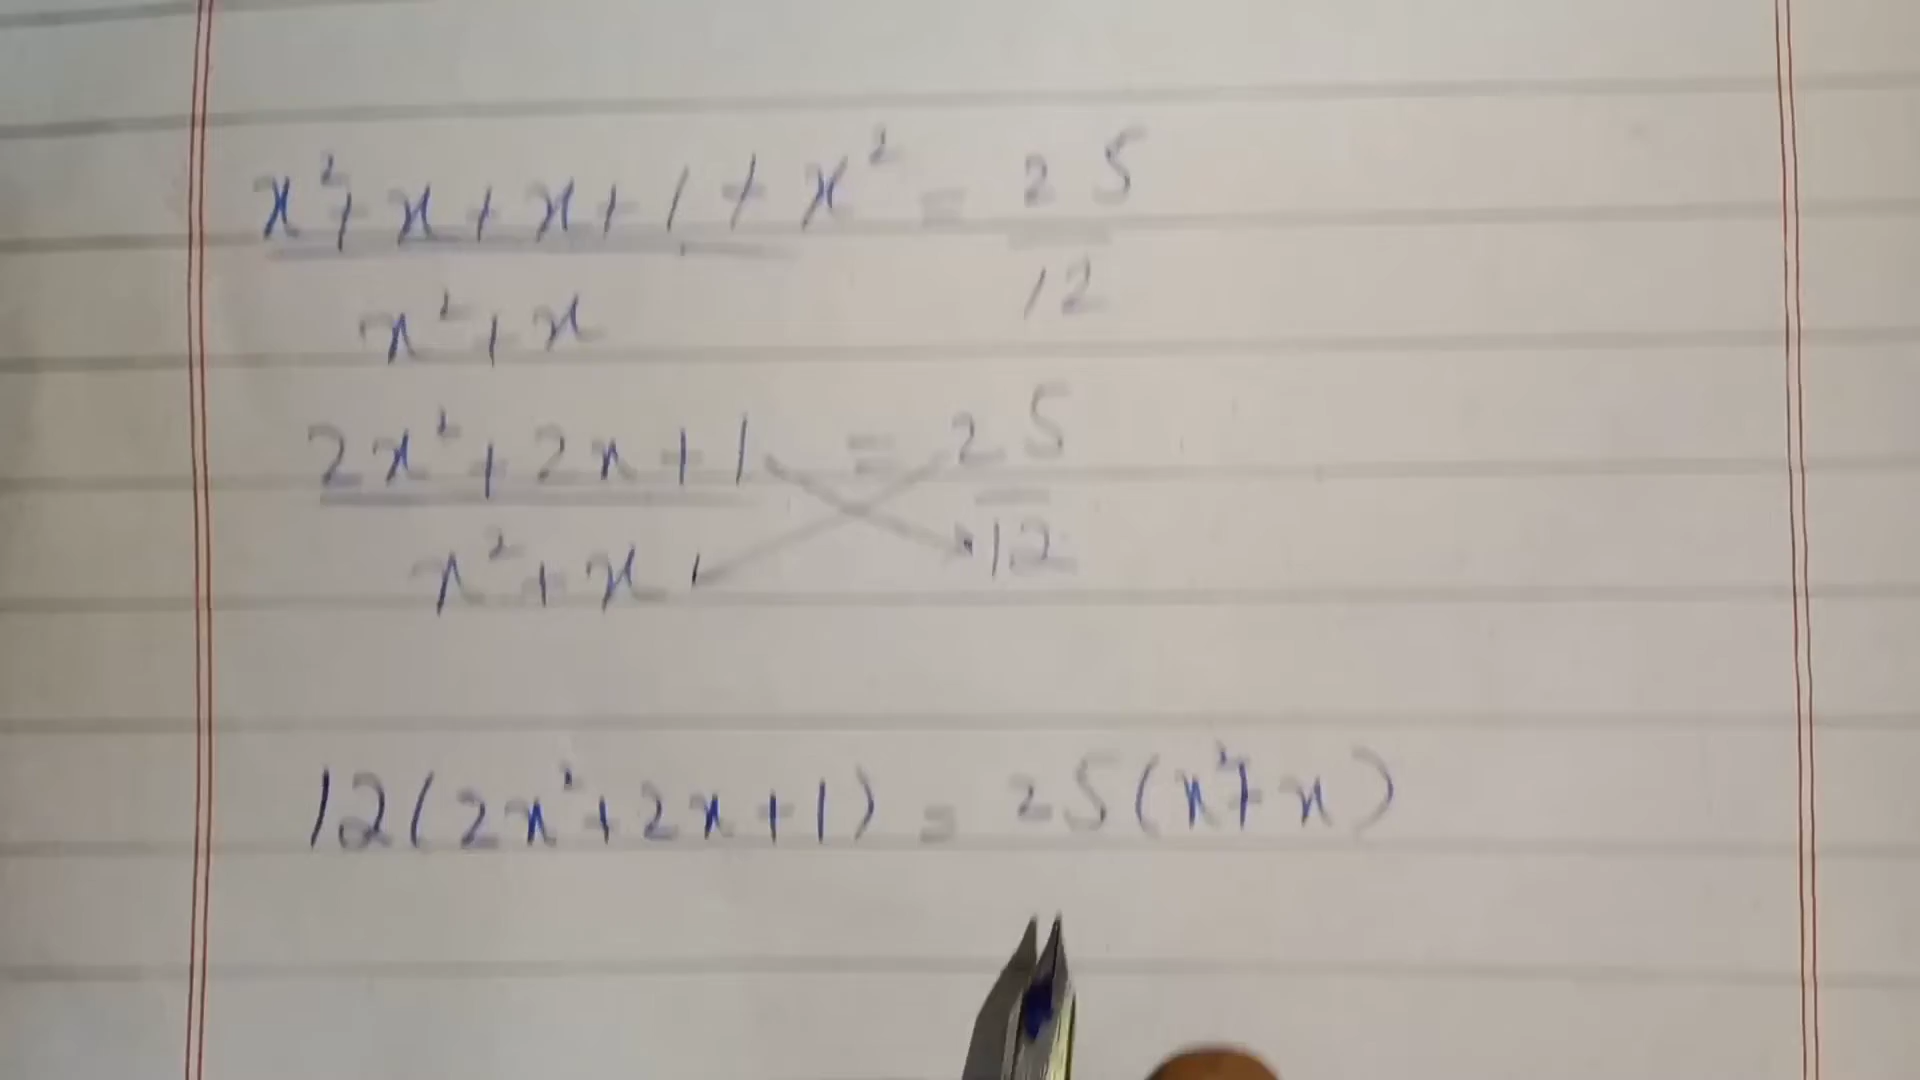 x² + x + x + 1 + x² = 25
x² + x 12
2x² + 2x + 1 = 25
x² + x 12
12(2x² + 2x + 1) = 25(x² + x)